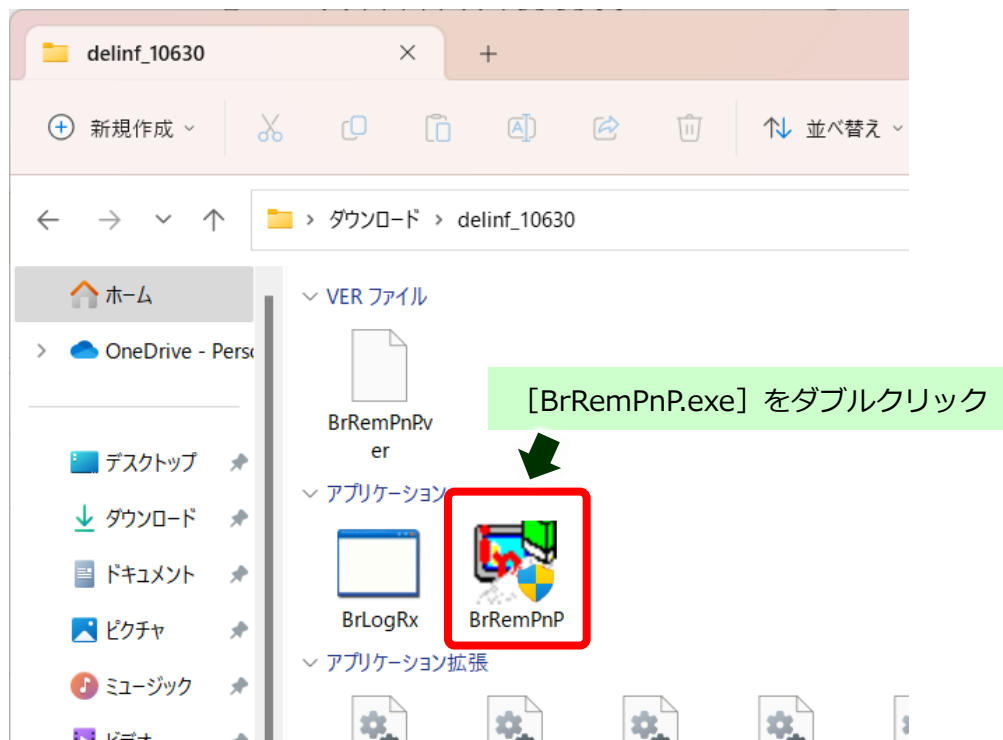 delinf_10630
新規作成
並べ替え
ダウンロード > delinf_10630
ホーム
OneDrive - Perso
デスクトップ
ダウンロード
ドキュメント
ピクチャ
ミュージック
ビデオ
VER ファイル
BrRemPnP.v
er
［BrRemPnP.exe］をダブルクリック
アプリケーション
BrLogRx
BrRemPnP
アプリケーション拡張